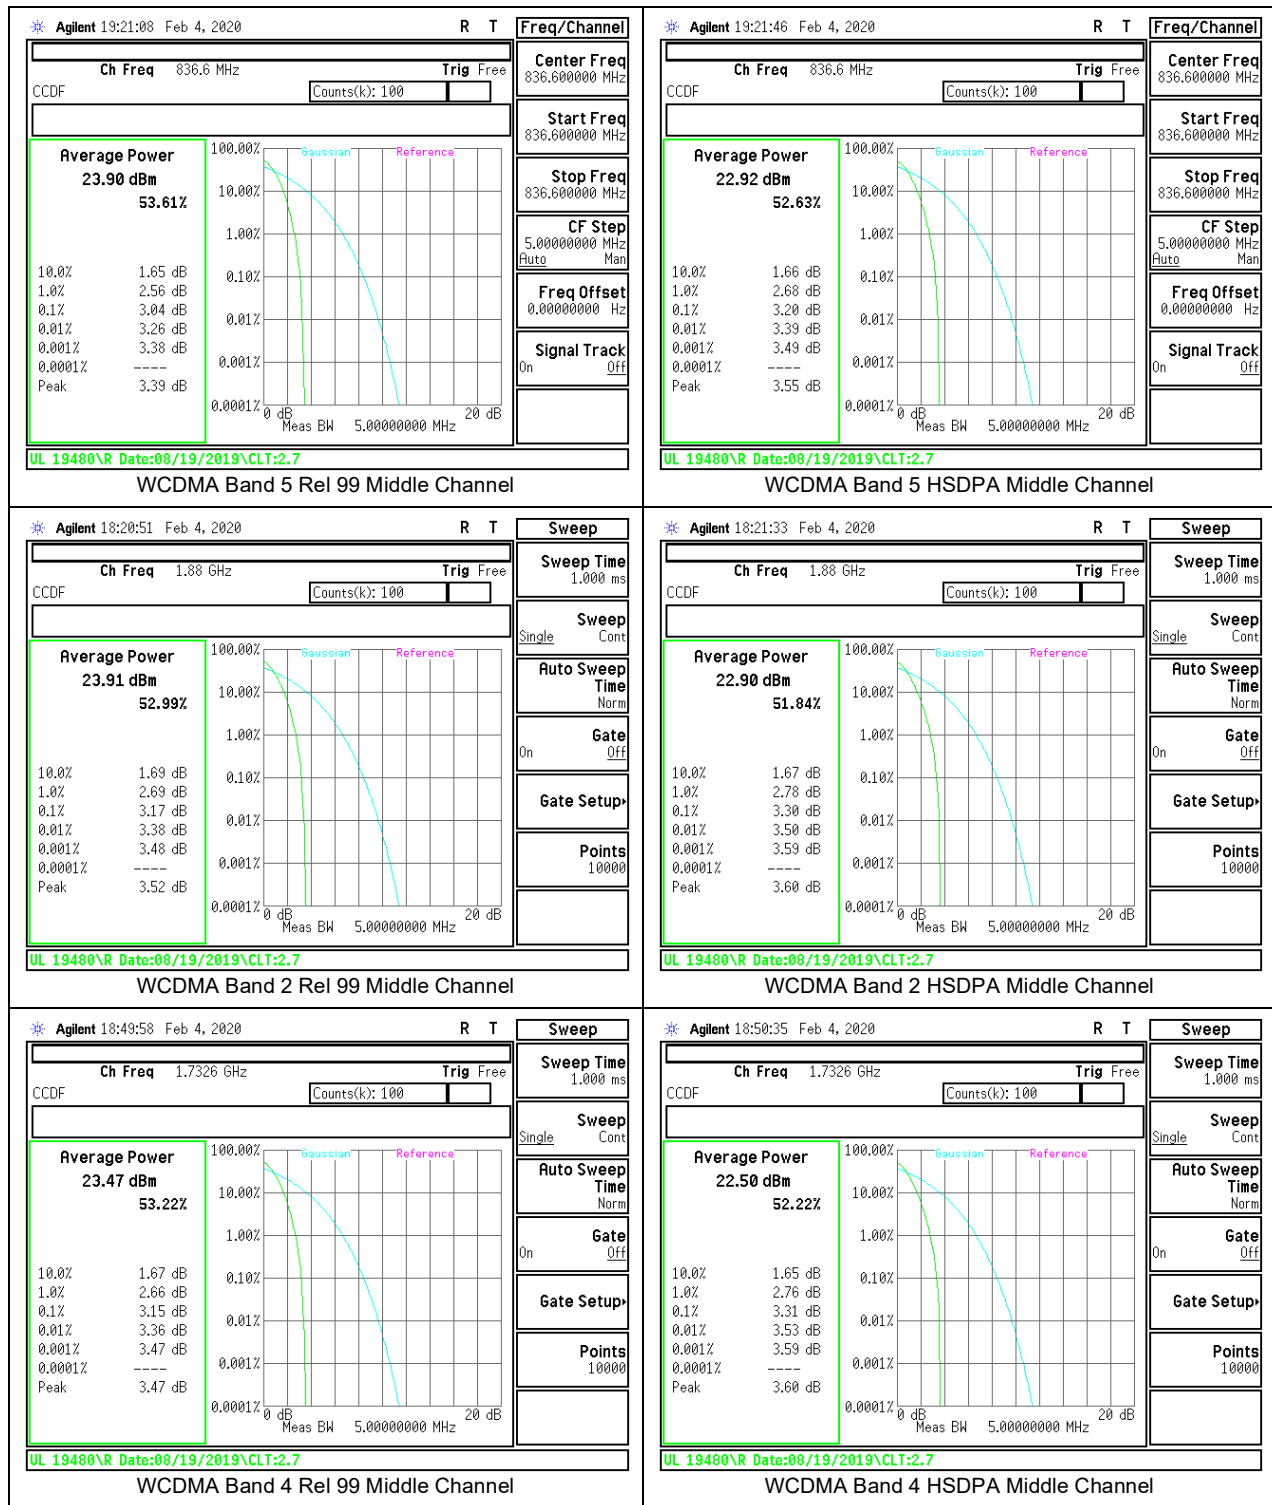 Agilent 19:21:08 Feb 4, 2020 R T
Freq/Channel
Ch Freq 836.6 MHz Trig Free
CCDF Counts(k): 100
Average Power
23.90 dBm
53.61%
10.0% 1.65 dB
1.0% 2.56 dB
0.1% 3.04 dB
0.01% 3.26 dB
0.001% 3.38 dB
0.0001% ----
Peak 3.39 dB
Gaussian Reference
100.00%
10.00%
1.00%
0.10%
0.01%
0.001%
0.0001%
0 dB 20 dB
Meas BW 5.00000000 MHz
Center Freq
836.600000 MHz
Start Freq
836.600000 MHz
Stop Freq
836.600000 MHz
CF Step
5.00000000 MHz
Auto Man
Freq Offset
0.00000000 Hz
Signal Track
On Off
UL 19480\R Date:08/19/2019\CLT:2.7
WCDMA Band 5 Rel 99 Middle Channel
Agilent 19:21:46 Feb 4, 2020 R T
Freq/Channel
Ch Freq 836.6 MHz Trig Free
CCDF Counts(k): 100
Average Power
22.92 dBm
52.63%
10.0% 1.66 dB
1.0% 2.68 dB
0.1% 3.20 dB
0.01% 3.39 dB
0.001% 3.49 dB
0.0001% ----
Peak 3.55 dB
Gaussian Reference
100.00%
10.00%
1.00%
0.10%
0.01%
0.001%
0.0001%
0 dB 20 dB
Meas BW 5.00000000 MHz
Center Freq
836.600000 MHz
Start Freq
836.600000 MHz
Stop Freq
836.600000 MHz
CF Step
5.00000000 MHz
Auto Man
Freq Offset
0.00000000 Hz
Signal Track
On Off
UL 19480\R Date:08/19/2019\CLT:2.7
WCDMA Band 5 HSDPA Middle Channel
Agilent 18:20:51 Feb 4, 2020 R T
Sweep
Ch Freq 1.88 GHz Trig Free
CCDF Counts(k): 100
Average Power
23.91 dBm
52.99%
10.0% 1.69 dB
1.0% 2.69 dB
0.1% 3.17 dB
0.01% 3.38 dB
0.001% 3.48 dB
0.0001% ----
Peak 3.52 dB
Gaussian Reference
100.00%
10.00%
1.00%
0.10%
0.01%
0.001%
0.0001%
0 dB 20 dB
Meas BW 5.00000000 MHz
Sweep Time
1.000 ms
Sweep
Single Cont
Auto Sweep
Time
Norm
Gate
On Off
Gate Setup
Points
10000
UL 19480\R Date:08/19/2019\CLT:2.7
WCDMA Band 2 Rel 99 Middle Channel
Agilent 18:21:33 Feb 4, 2020 R T
Sweep
Ch Freq 1.88 GHz Trig Free
CCDF Counts(k): 100
Average Power
22.90 dBm
51.84%
10.0% 1.67 dB
1.0% 2.78 dB
0.1% 3.30 dB
0.01% 3.50 dB
0.001% 3.59 dB
0.0001% ----
Peak 3.60 dB
Gaussian Reference
100.00%
10.00%
1.00%
0.10%
0.01%
0.001%
0.0001%
0 dB 20 dB
Meas BW 5.00000000 MHz
Sweep Time
1.000 ms
Sweep
Single Cont
Auto Sweep
Time
Norm
Gate
On Off
Gate Setup
Points
10000
UL 19480\R Date:08/19/2019\CLT:2.7
WCDMA Band 2 HSDPA Middle Channel
Agilent 18:49:58 Feb 4, 2020 R T
Sweep
Ch Freq 1.7326 GHz Trig Free
CCDF Counts(k): 100
Average Power
23.47 dBm
53.22%
10.0% 1.67 dB
1.0% 2.66 dB
0.1% 3.15 dB
0.01% 3.36 dB
0.001% 3.47 dB
0.0001% ----
Peak 3.47 dB
Gaussian Reference
100.00%
10.00%
1.00%
0.10%
0.01%
0.001%
0.0001%
0 dB 20 dB
Meas BW 5.00000000 MHz
Sweep Time
1.000 ms
Sweep
Single Cont
Auto Sweep
Time
Norm
Gate
On Off
Gate Setup
Points
10000
UL 19480\R Date:08/19/2019\CLT:2.7
WCDMA Band 4 Rel 99 Middle Channel
Agilent 18:50:35 Feb 4, 2020 R T
Sweep
Ch Freq 1.7326 GHz Trig Free
CCDF Counts(k): 100
Average Power
22.50 dBm
52.22%
10.0% 1.65 dB
1.0% 2.76 dB
0.1% 3.31 dB
0.01% 3.53 dB
0.001% 3.59 dB
0.0001% ----
Peak 3.60 dB
Gaussian Reference
100.00%
10.00%
1.00%
0.10%
0.01%
0.001%
0.0001%
0 dB 20 dB
Meas BW 5.00000000 MHz
Sweep Time
1.000 ms
Sweep
Single Cont
Auto Sweep
Time
Norm
Gate
On Off
Gate Setup
Points
10000
UL 19480\R Date:08/19/2019\CLT:2.7
WCDMA Band 4 HSDPA Middle Channel